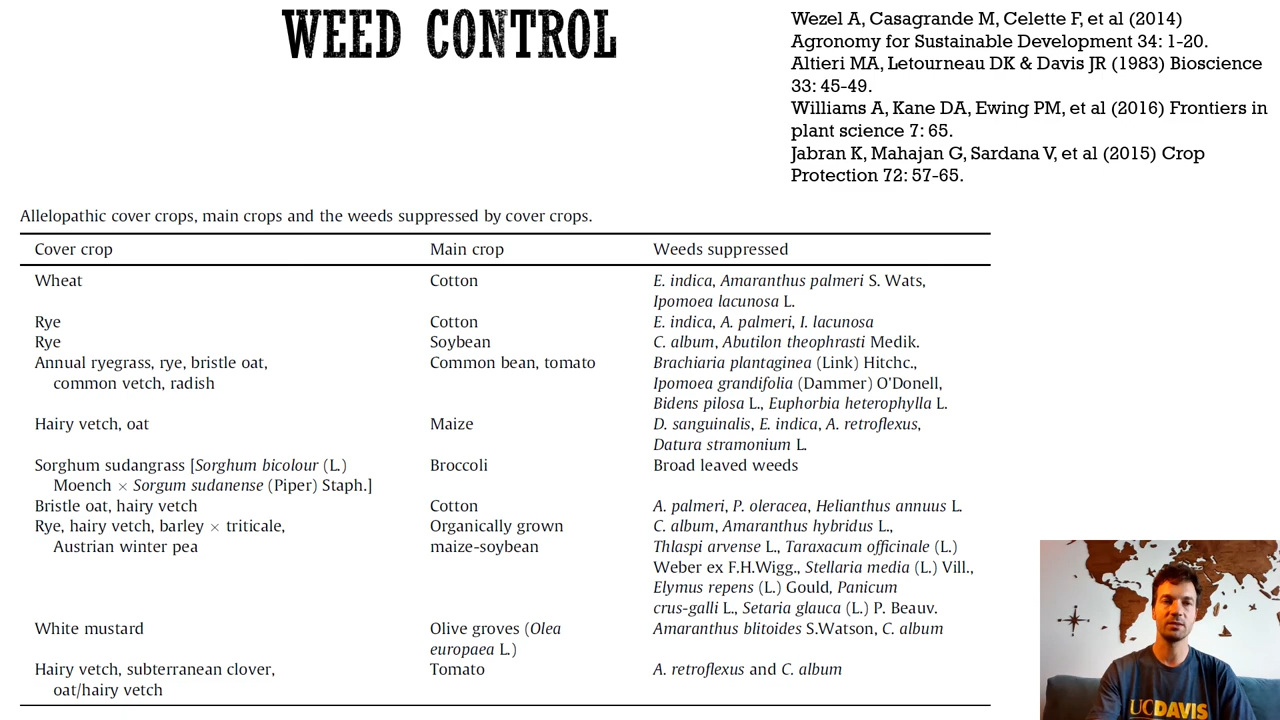 WEED CONTROL
Wezel A, Casagrande M, Celette F, et al (2014)
Agronomy for Sustainable Development 34: 1-20.
Altieri MA, Letourneau DK & Davis JR (1983) Bioscience
33: 45-49.
Williams A, Kane DA, Ewing PM, et al (2016) Frontiers in
plant science 7: 65.
Jabran K, Mahajan G, Sardana V, et al (2015) Crop
Protection 72: 57-65.
Allelopathic cover crops, main crops and the weeds suppressed by cover crops.
Cover crop Main crop Weeds suppressed
Wheat Cotton E. indica, Amaranthus palmeri S. Wats,
Ipomoea lacunosa L.
Rye Cotton E. indica, A. palmeri, I. lacunosa
Rye Soybean C. album, Abutilon theophrasti Medik.
Annual ryegrass, rye, bristle oat, Common bean, tomato Brachiaria plantaginea (Link) Hitchc.,
common vetch, radish Ipomoea grandifolia (Dammer) O'Donell,
Bidens pilosa L., Euphorbia heterophylla L.
Hairy vetch, oat Maize D. sanguinalis, E. indica, A. retroflexus,
Datura stramonium L.
Sorghum sudangrass [Sorghum bicolour (L.) Broccoli Broad leaved weeds
Moench × Sorgum sudanense (Piper) Staph.]
Bristle oat, hairy vetch Cotton A. palmeri, P. oleracea, Helianthus annuus L.
Rye, hairy vetch, barley × triticale, Organically grown C. album, Amaranthus hybridus L.,
Austrian winter pea maize-soybean Thlaspi arvense L., Taraxacum officinale (L.)
Weber ex F.H.Wigg., Stellaria media (L.) Vill.,
Elymus repens (L.) Gould, Panicum
crus-galli L., Setaria glauca (L.) P. Beauv.
White mustard Olive groves (Olea Amaranthus blitoides S.Watson, C. album
europaea L.)
Hairy vetch, subterranean clover, Tomato A. retroflexus and C. album
oat/hairy vetch
UCDAVIS